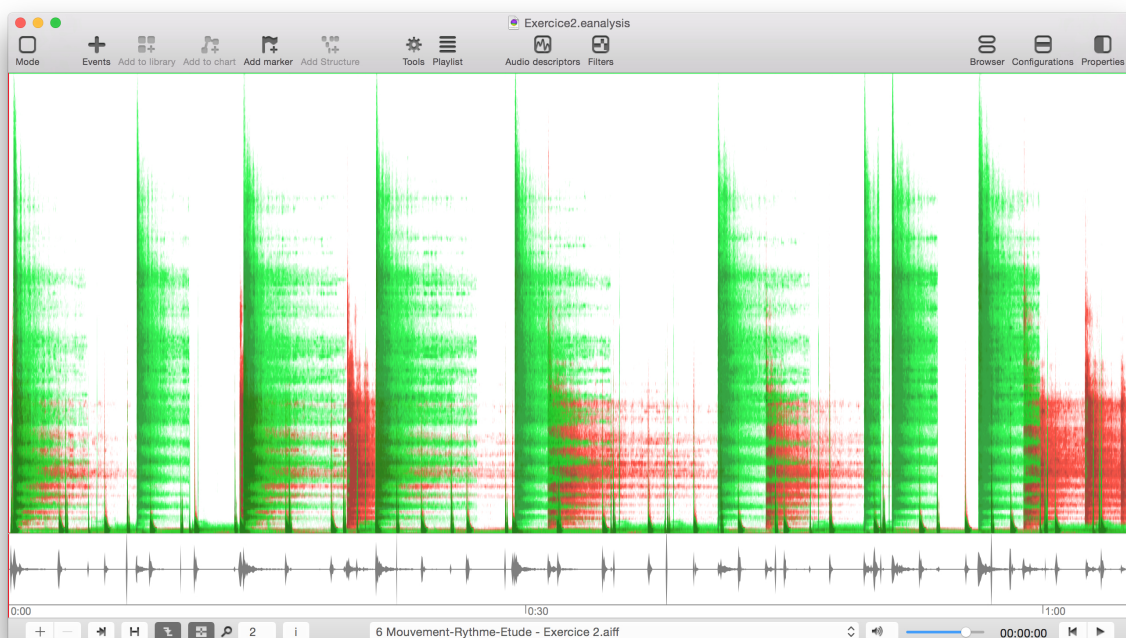 Exercice2.eanalysis
Mode Events Add to library Add to chart Add marker Add Structure Tools Playlist Audio descriptors Filters Browser Configurations Properties
0:00 0:30 1:00
2 i 6 Mouvement-Rythme-Etude - Exercice 2.aiff 00:00:00